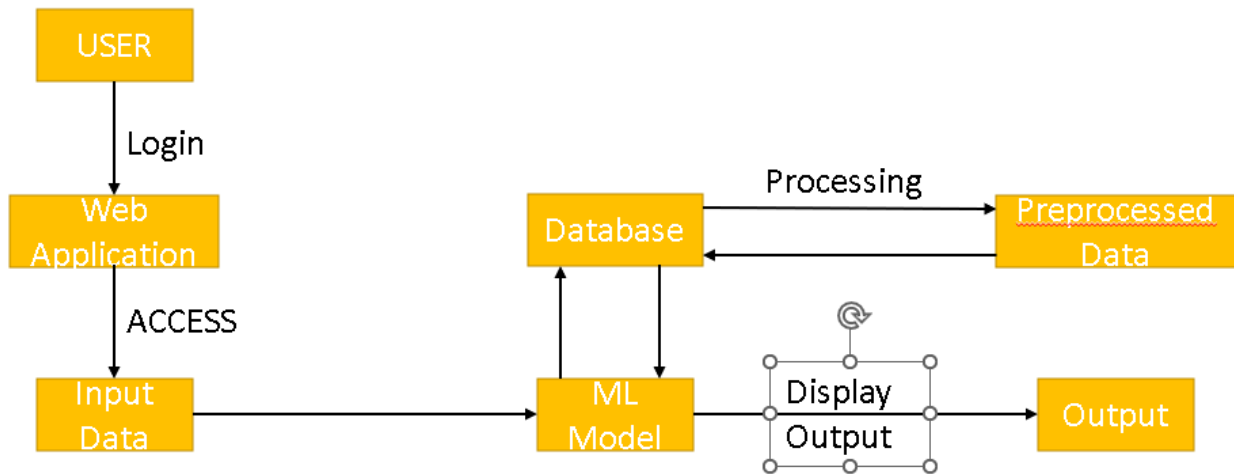 USER
Login
Web
Application
ACCESS
Input
Data
Database
Processing
Preprocessed
Data
ML
Model
Display
Output
Output